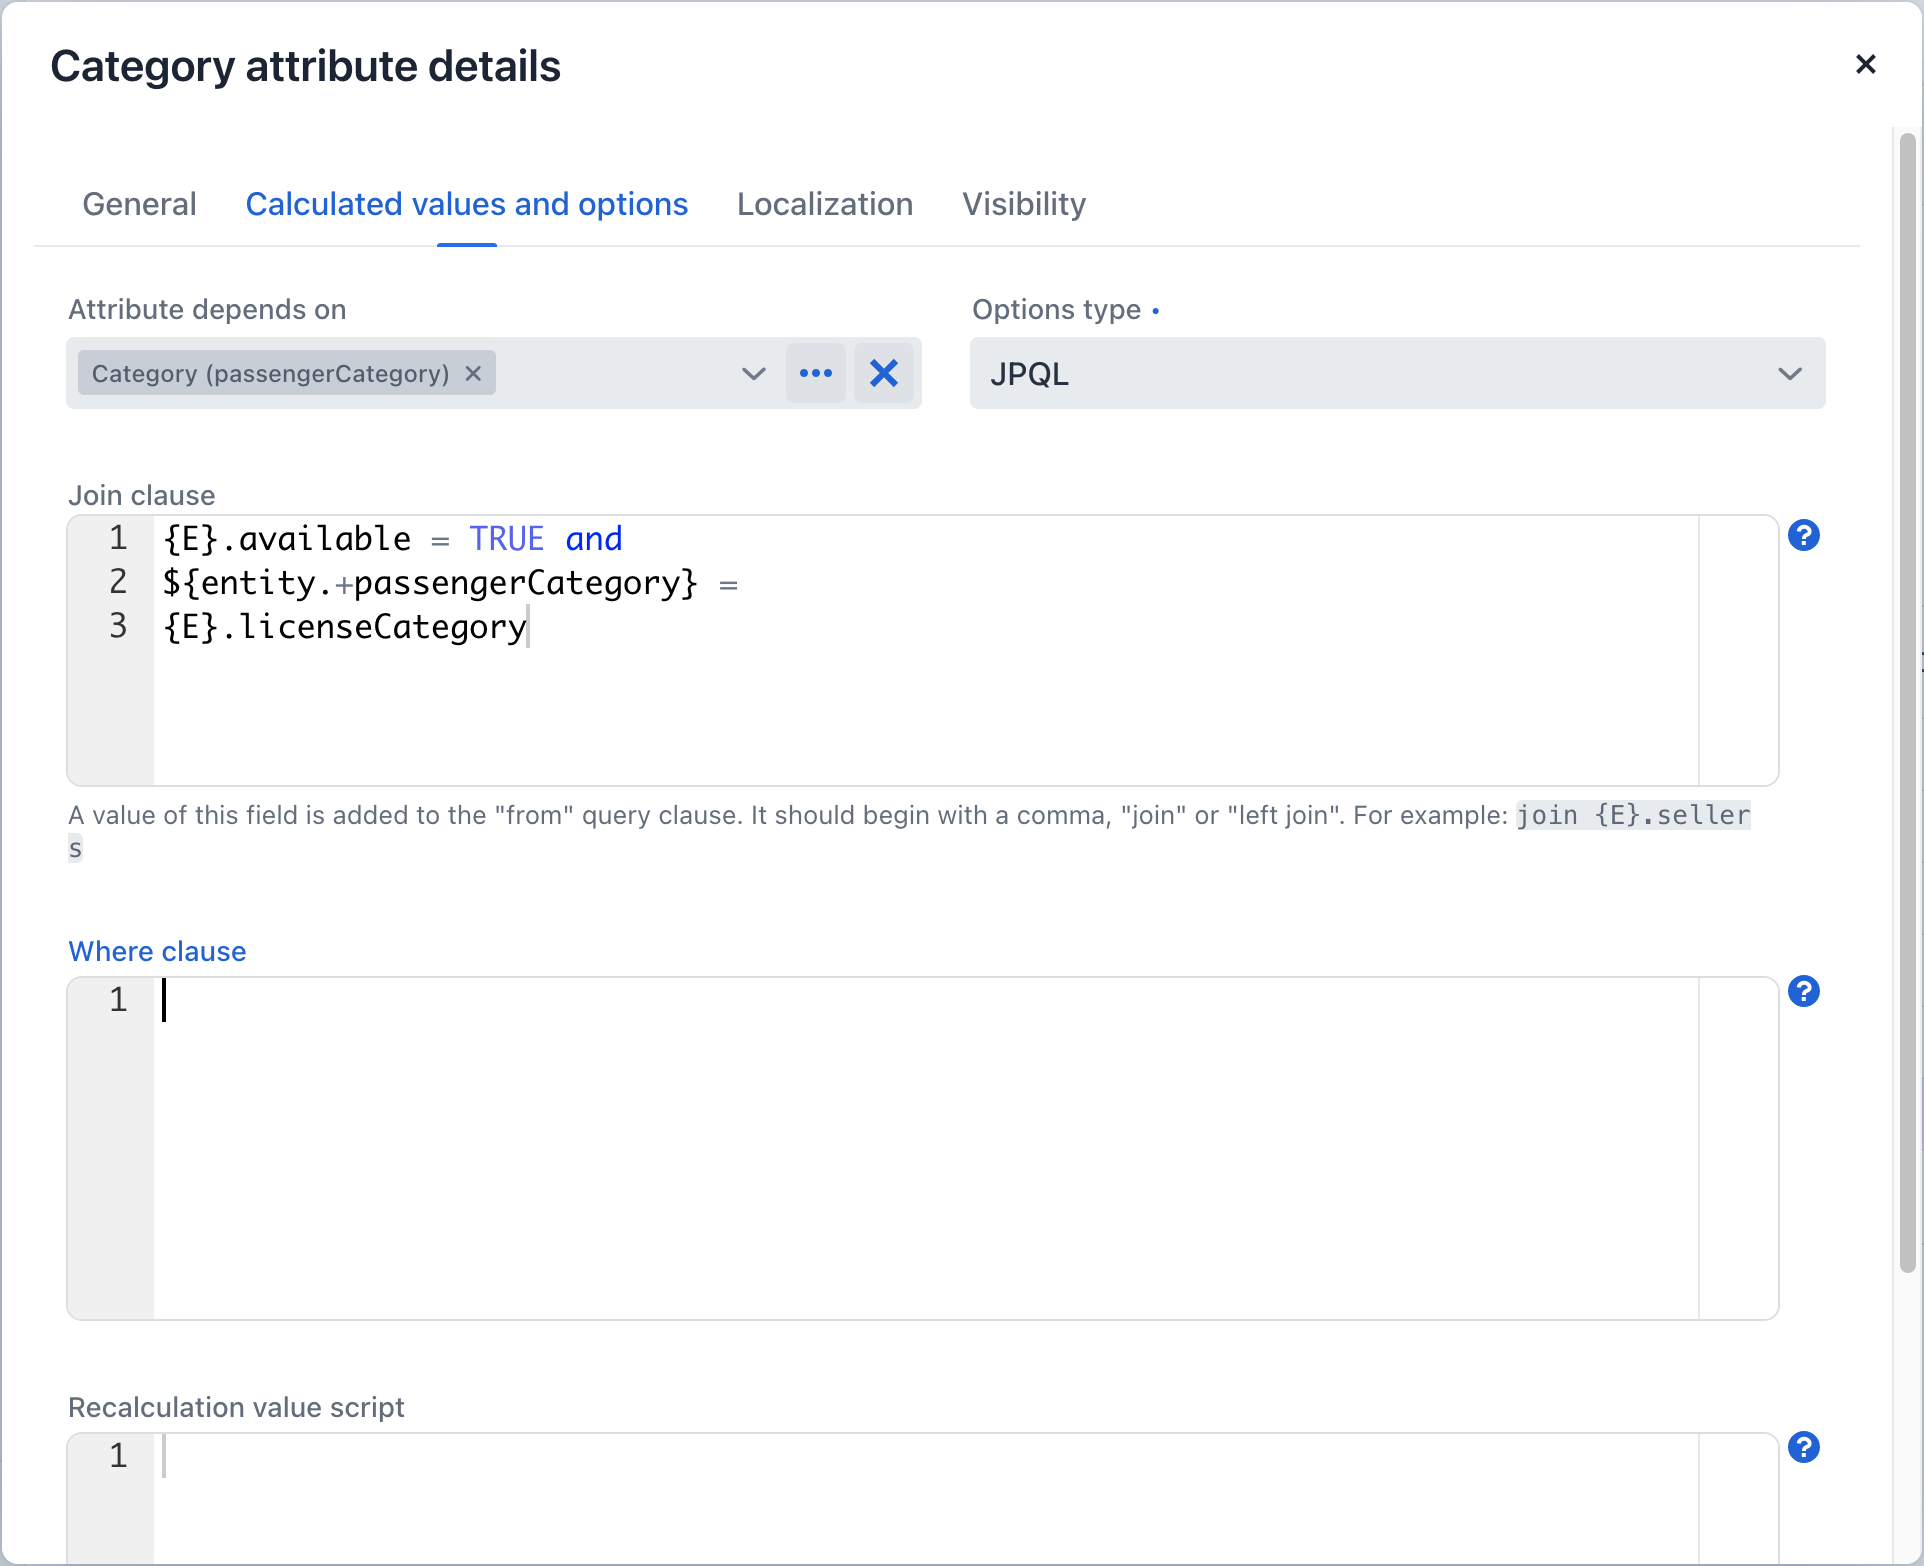 Category attribute details
General Calculated values and options Localization Visibility
Attribute depends on
Options type •
Category (passengerCategory)
JPQL
Join clause
1 {E}.available = TRUE and
2 ${entity.+passengerCategory} =
3 {E}.licenseCategory
A value of this field is added to the "from" query clause. It should begin with a comma, "join" or "left join". For example: join {E}.seller
s
Where clause
1
Recalculation value script
1